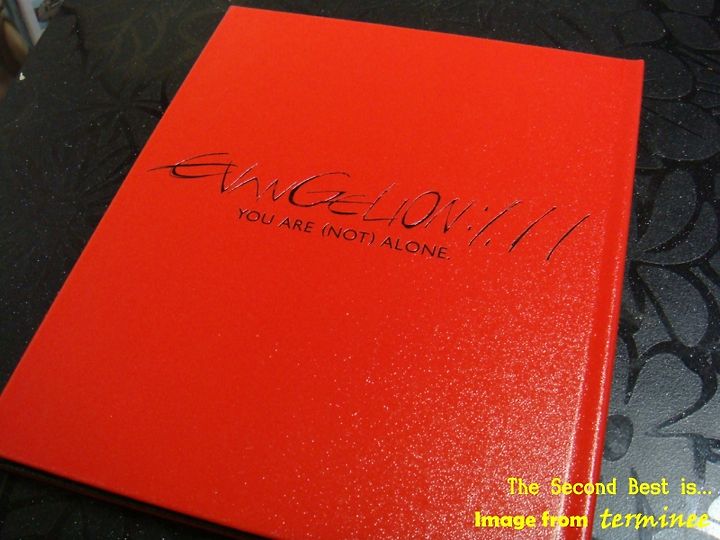 EVANGELION:1.11
YOU ARE (NOT) ALONE.
The Second Best is...
Image from terminee